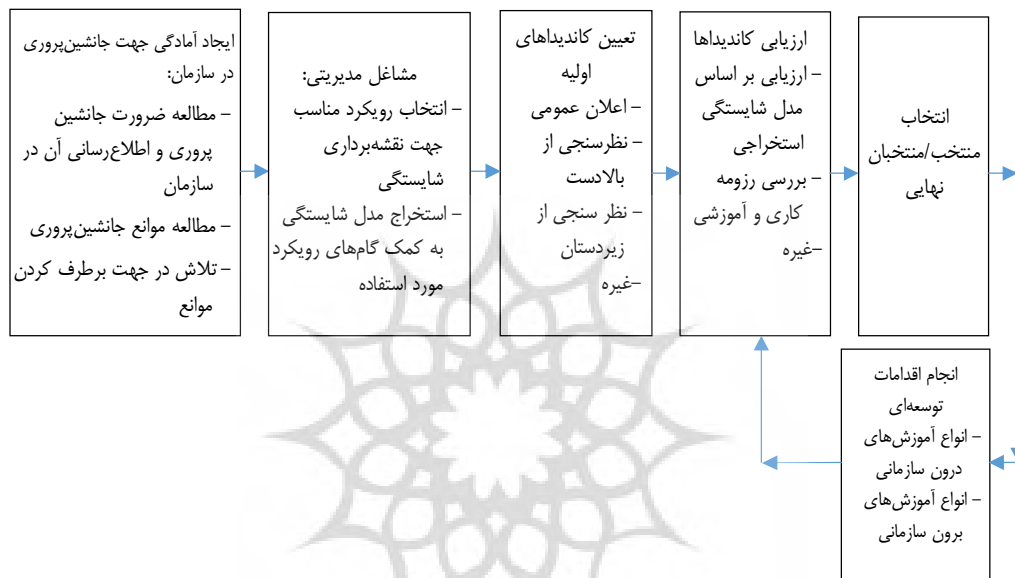 ایجاد آمادگی جهت جانشین‌پروری
در سازمان:
– مطالعه ضرورت جانشین
پروری و اطلاع‌رسانی آن در
سازمان
– مطالعه موانع جانشین‌پروری
– تلاش در جهت برطرف کردن
موانع
مشاغل مدیریتی:
– انتخاب رویکرد مناسب
جهت نقشه‌برداری
شایستگی
– استخراج مدل شایستگی
به کمک گام‌های رویکرد
مورد استفاده
تعیین کاندیداهای
اولیه
– اعلان عمومی
– نظرسنجی از
بالادست
– نظر سنجی از
زیردستان
–غیره
ارزیابی کاندیداها
– ارزیابی بر اساس
مدل شایستگی
استخراجی
– بررسی رزومه
کاری و آموزشی
–غیره
انتخاب
منتخب/منتخبان
نهایی
انجام اقدامات
توسعه‌ای
– انواع آموزش‌های
درون سازمانی
– انواع آموزش‌های
برون سازمانی